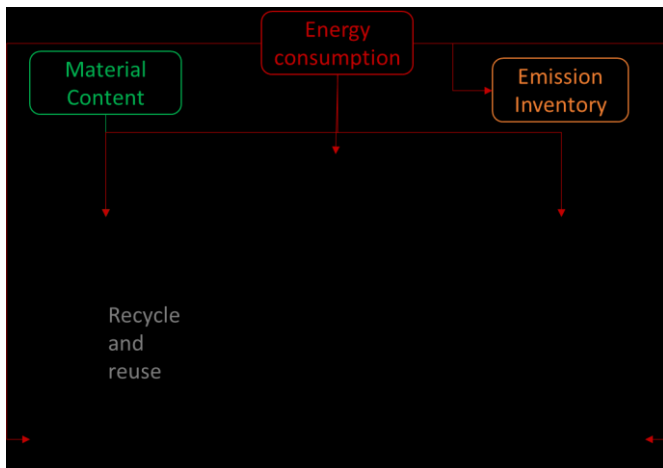 Energy
consumption
Material
Content
Emission
Inventory
Recycle
and
reuse